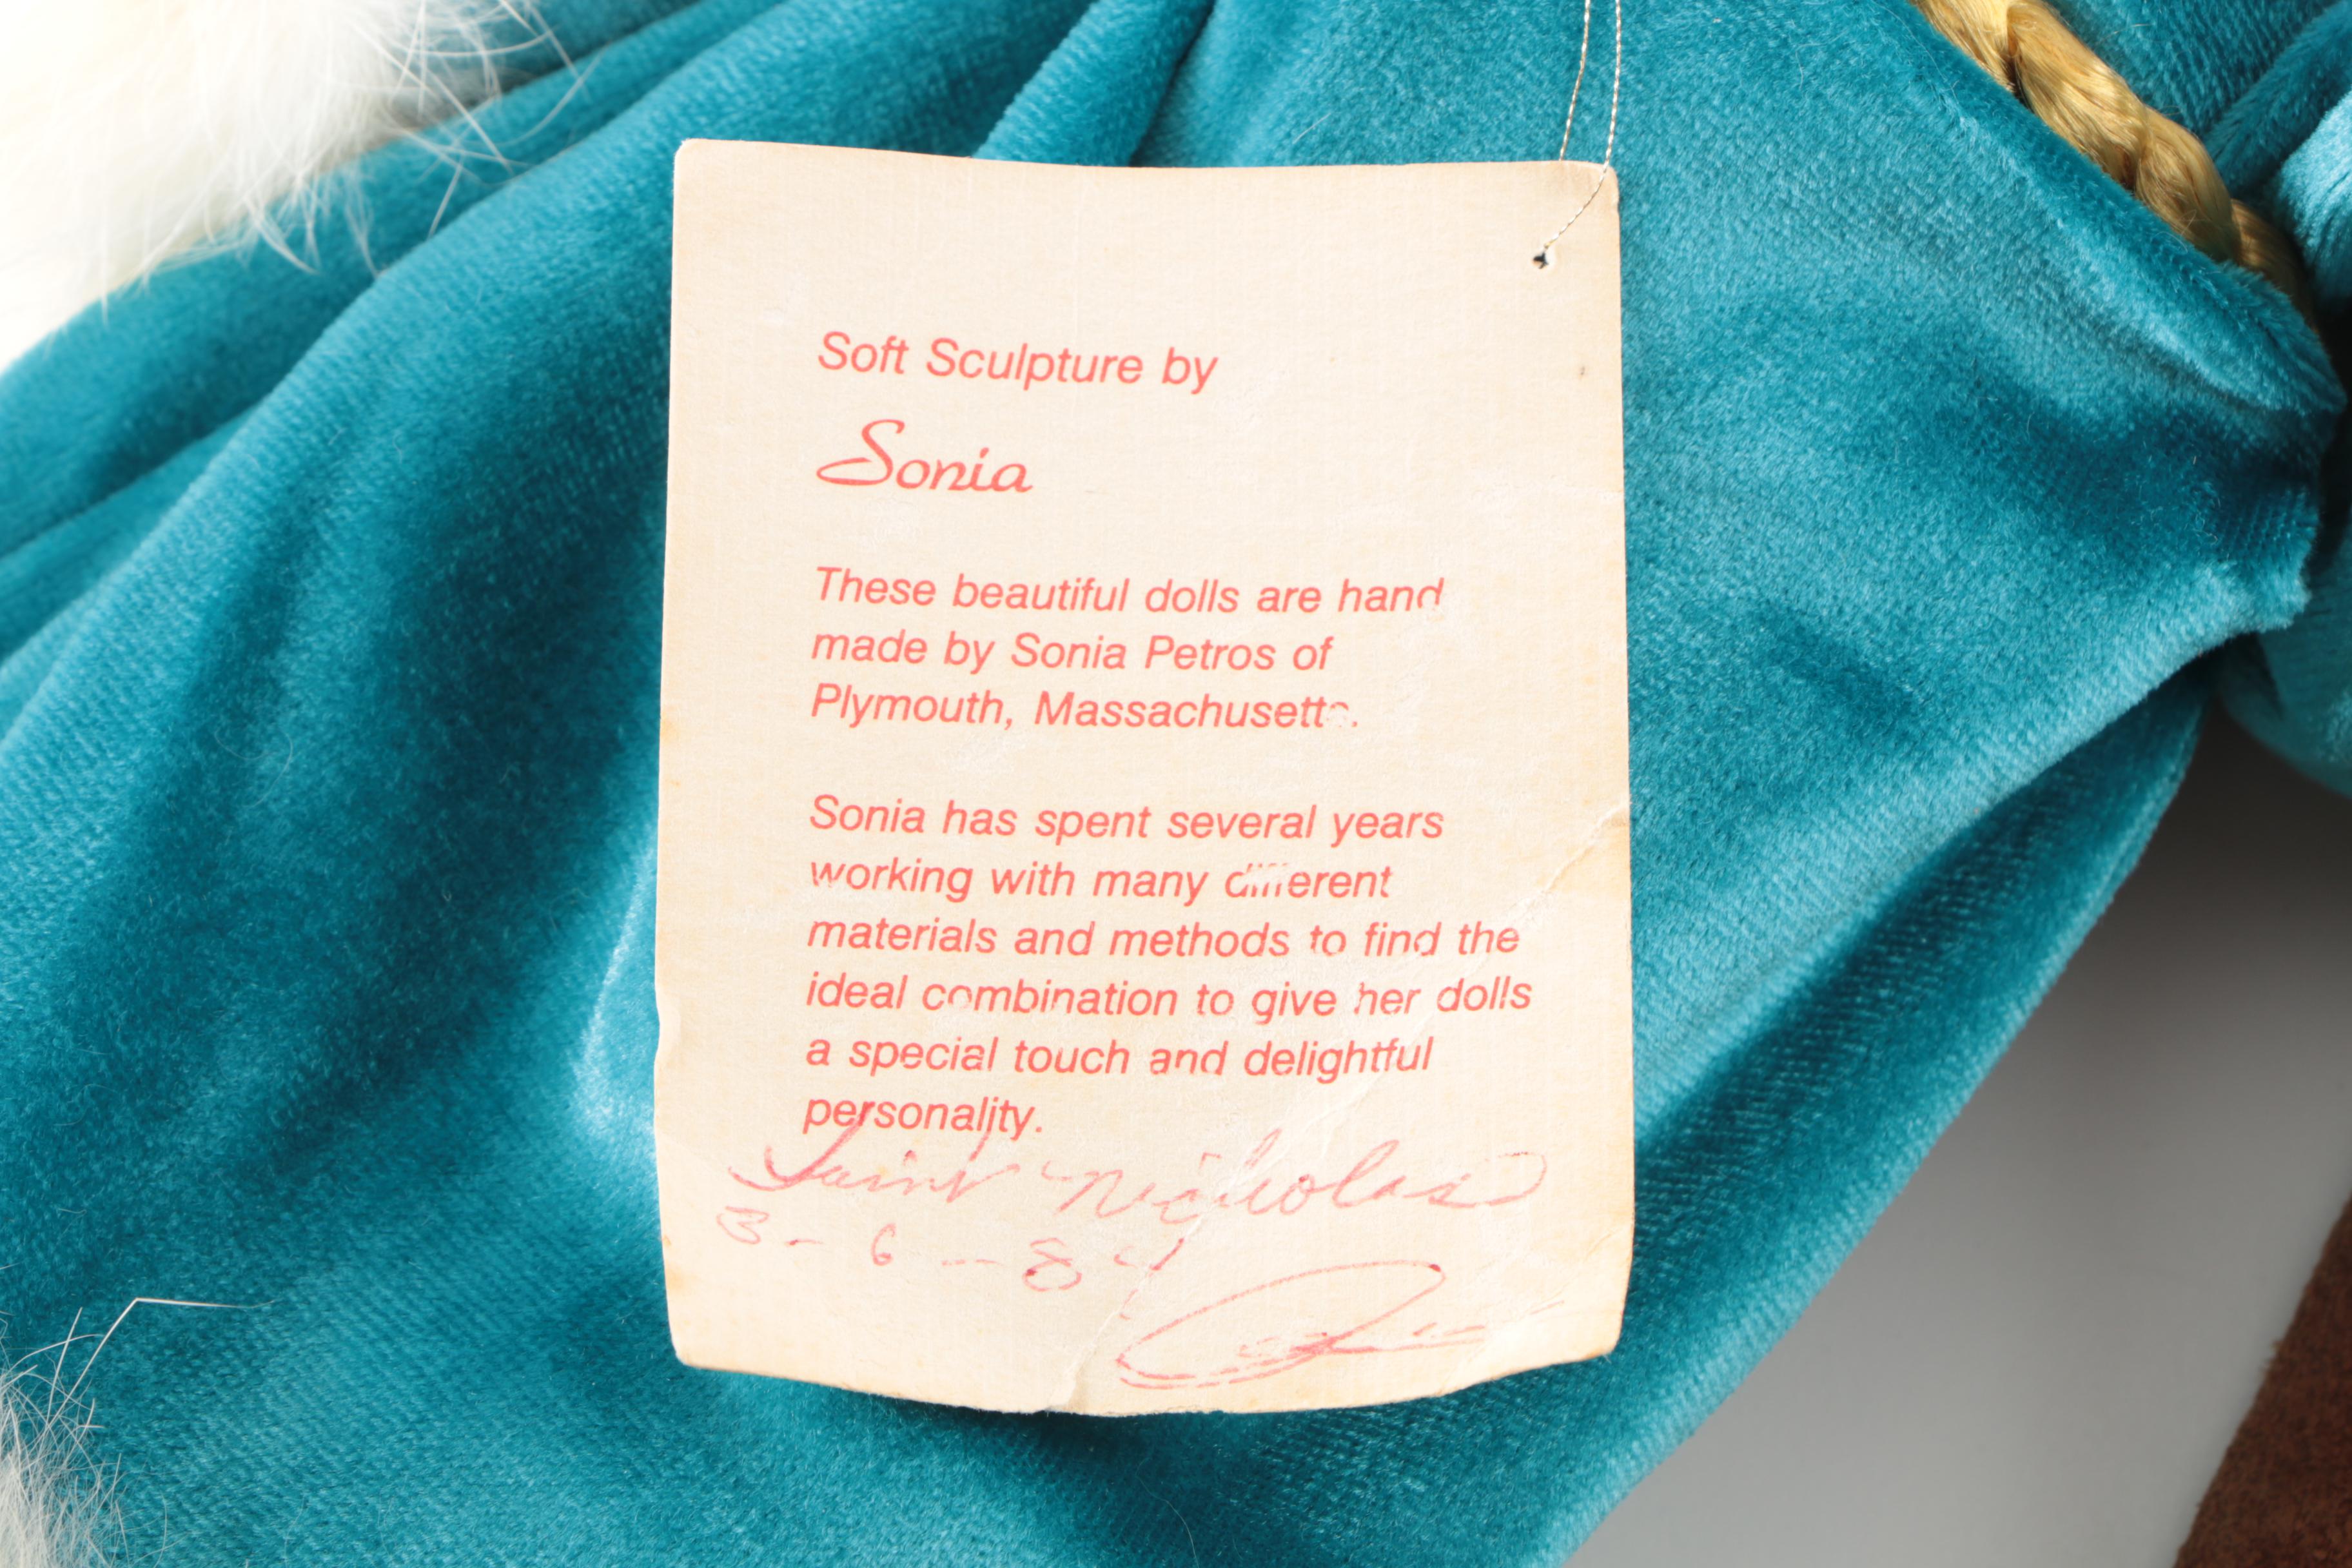 Soft Sculpture by
Sonia
These beautiful dolls are hand
made by Sonia Petros of
Plymouth, Massachusetts.
Sonia has spent several years
working with many different
materials and methods to find the
ideal combination to give her dolls
a special touch and delightful
personality.
Saint Nicholas
3-6-84